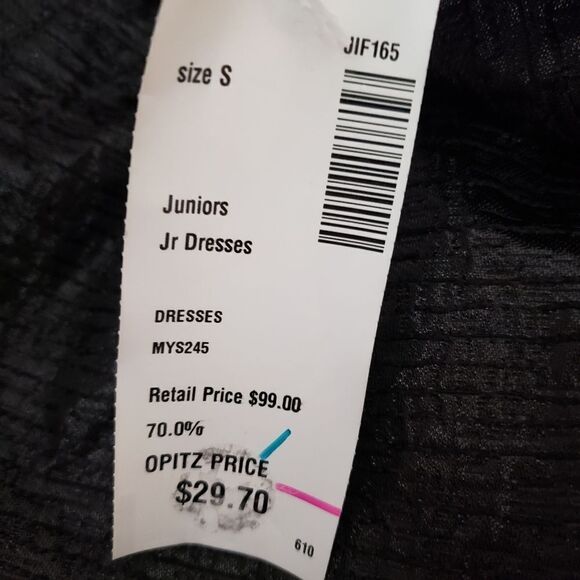 JIF165
size S
Juniors
Jr Dresses
DRESSES
MYS245
Retail Price $99.00
70.0%
OPITZ PRICE
$29.70
610